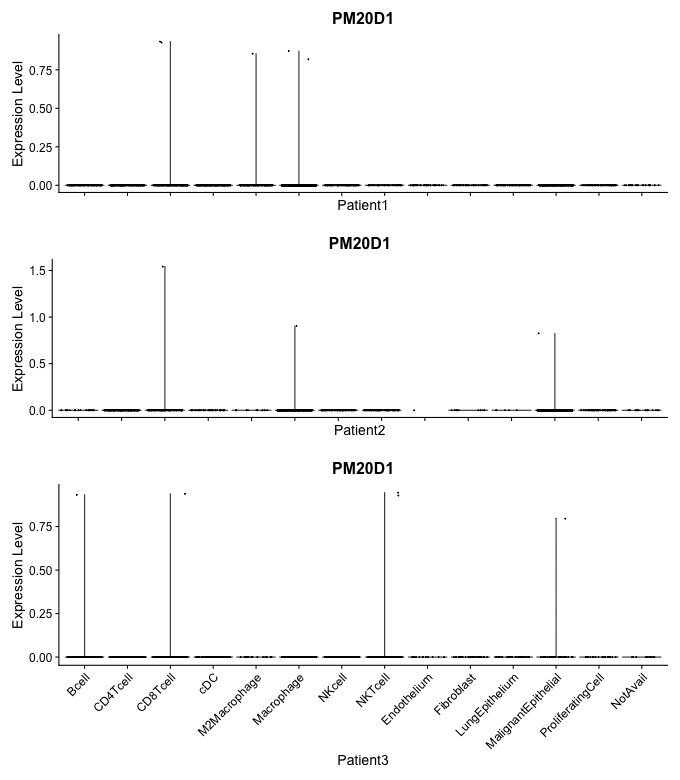 PM20D1
Expression Level
0.75
0.50
0.25
0.00
Patient1
PM20D1
Expression Level
1.5
1.0
0.5
0.0
Patient2
PM20D1
Expression Level
0.75
0.50
0.25
0.00
Bcell
CD4Tcell
CD8Tcell
cDC
M2Macrophage
Macrophage
NKcell
NKTcell
Endothelium
Fibroblast
LungEpithelium
MalignantEpithelial
ProliferatingCell
NotAvail
Patient3